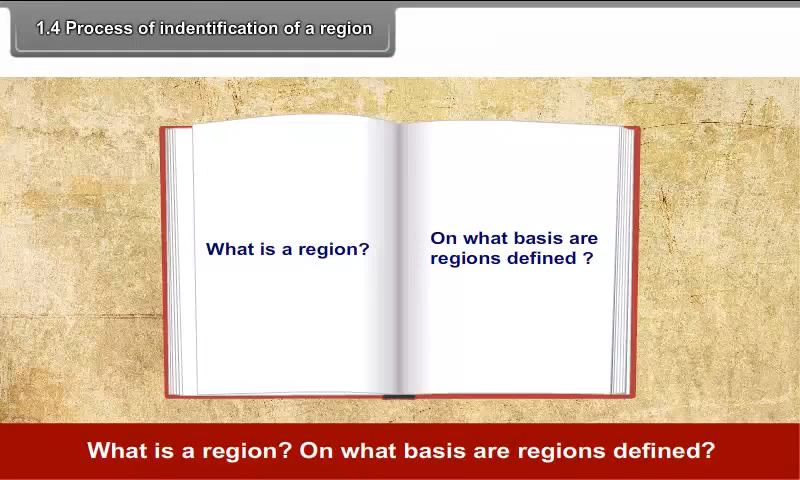 1.4 Process of indentification of a region
What is a region?
On what basis are
regions defined ?
What is a region? On what basis are regions defined?